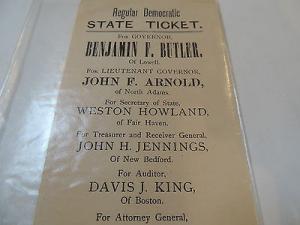 Regular Democratic
STATE TICKET.
For GOVERNOR,
BENJAMIN F. BUTLER,
Of Lowell.
For LIEUTENANT GOVERNOR,
JOHN F. ARNOLD,
of North Adams.
For Secretary of State,
WESTON HOWLAND,
of Fair Haven.
For Treasurer and Receiver General,
JOHN H. JENNINGS,
Of New Bedford.
For Auditor,
DAVIS J. KING,
Of Boston.
For Attorney General,